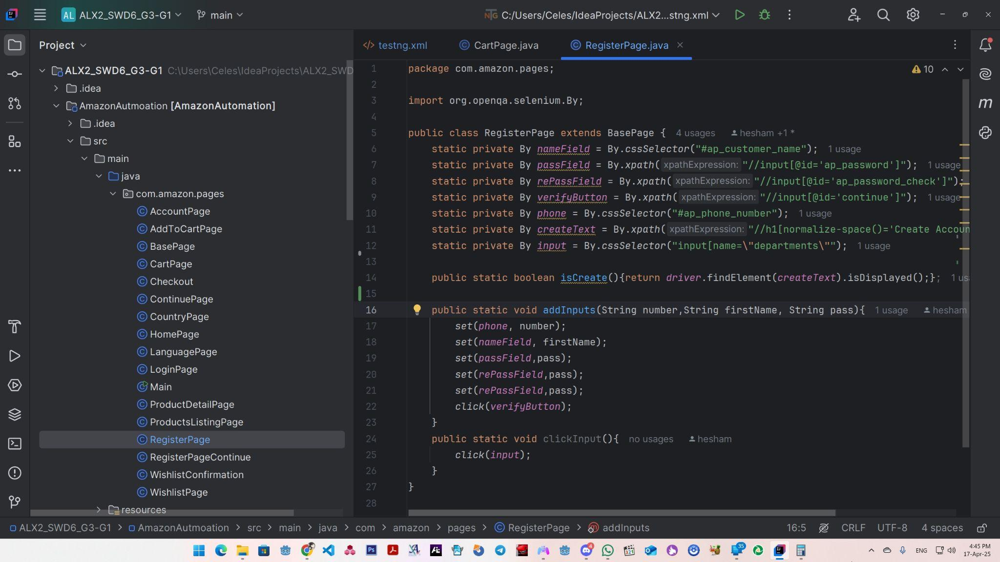 AL ALX2_SWD6_G3-G1 main C:/Users/Celes/IdeaProjects/ALX2...stng.xml
Project
ALX2_SWD6_G3-G1 C:\Users\Celes\IdeaProjects\ALX2_SWD
.idea
AmazonAutmoation [AmazonAutomation]
.idea
src
main
java
com.amazon.pages
AccountPage
AddToCartPage
BasePage
CartPage
Checkout
ContinuePage
CountryPage
HomePage
LanguagePage
LoginPage
Main
ProductDetailPage
ProductsListingPage
RegisterPage
RegisterPageContinue
WishlistConfirmation
WishlistPage
resources
testng.xml CartPage.java RegisterPage.java
10
1 package com.amazon.pages;
2
3 import org.openqa.selenium.By;
4
5 public class RegisterPage extends BasePage { 4 usages hesham +1 *
6 static private By nameField = By.cssSelector("#ap_customer_name"); 1 usage
7 static private By passField = By.xpath( xpathExpression: "//input[@id='ap_password']"); 1 usage
8 static private By rePassField = By.xpath( xpathExpression: "//input[@id='ap_password_check']");
9 static private By verifyButton = By.xpath( xpathExpression: "//input[@id='continue']"); 1 usage
10 static private By phone = By.cssSelector("#ap_phone_number"); 1 usage
11 static private By createText = By.xpath( xpathExpression: "//h1[normalize-space()='Create Accoun
12 static private By input = By.cssSelector("input[name=\"departments\""); 1 usage
13
14 public static boolean isCreate(){return driver.findElement(createText).isDisplayed();}; 1 us
15
16 public static void addInputs(String number,String firstName, String pass){ 1 usage hesham
17 set(phone, number);
18 set(nameField, firstName);
19 set(passField,pass);
20 set(rePassField,pass);
21 set(rePassField,pass);
22 click(verifyButton);
23 }
24 public static void clickInput(){ no usages hesham
25 click(input);
26 }
27 }
28
ALX2_SWD6_G3-G1 > AmazonAutmoation > src > main > java > com > amazon > pages > RegisterPage > addInputs 16:5 CRLF UTF-8 4 spaces
Ps 321 4 35 ENG 4:45 PM
17-Apr-25